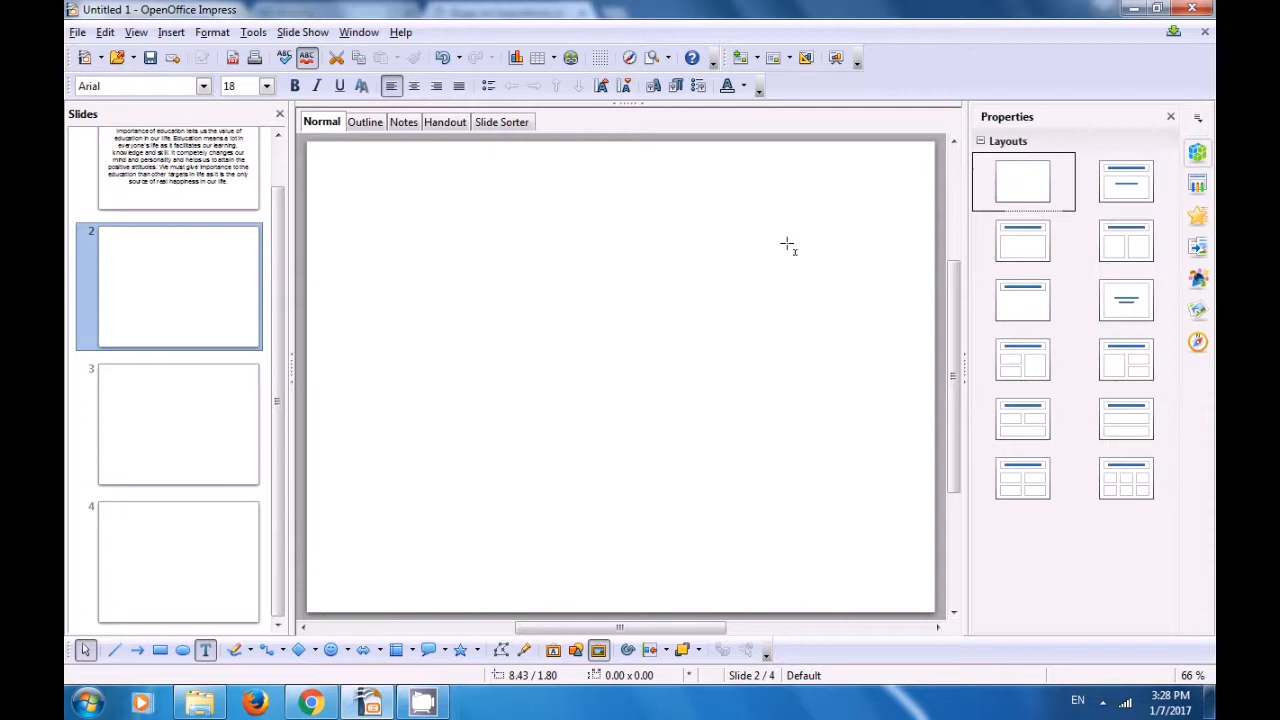 Untitled 1 - OpenOffice Impress
File Edit View Insert Format Tools Slide Show Window Help
Arial 18
Slides
Normal Outline Notes Handout Slide Sorter
Properties
Layouts
Importance of education tells us the value of
education in our life. Education means a lot in
everyone's life as it facilitates our learning,
knowledge and skill. It completely changes our
mind and personality and helps us to attain the
positive attitudes. We must give importance to the
education than other targets in life as it is the only
source of real happiness in our life.
2
3
4
8.43 / 1.80 0.00 x 0.00 * Slide 2 / 4 Default 66 %
EN 3:28 PM
1/7/2017